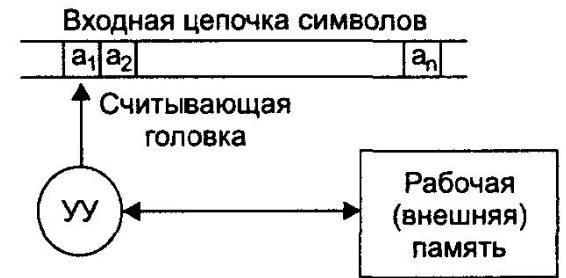 Входная цепочка символов
a1 a2 an
Считывающая
головка
УУ
Рабочая
(внешняя)
память